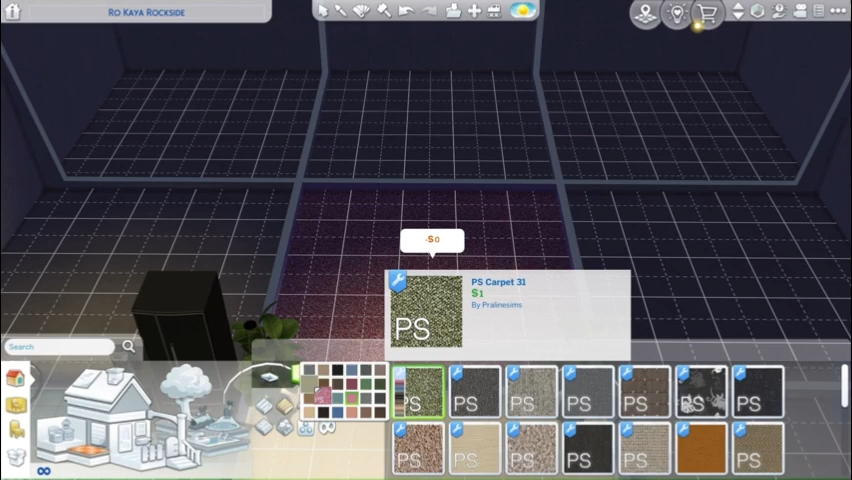 Ro Kaya Rockside
-§0
PS Carpet 31
§1
By Pralinesims
PS
Search
PS PS PS PS PS PS PS
PS PS PS PS PS PS